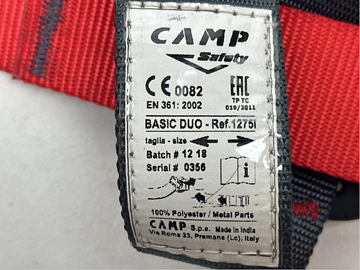 CAMP
Safety
CE 0082 EAC
EN 361: 2002 TP TC 019/2011
BASIC DUO - Ref.1275I
taglia - size
Batch # 12 18
Serial # 0356
i
100% Polyester / Metal Parts
CAMP S.p.a. Made in India
Via Roma 23, Premana (Lc), Italy